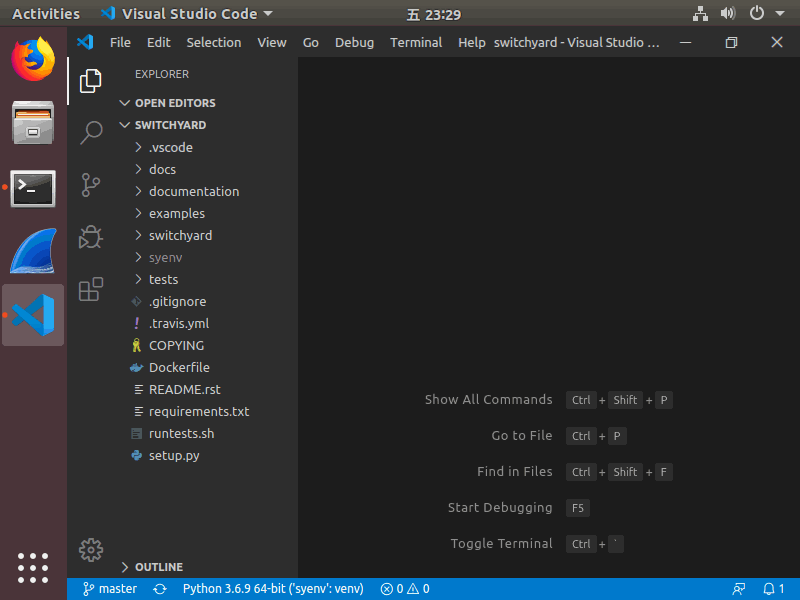 Activities Visual Studio Code 五 23:29
File Edit Selection View Go Debug Terminal Help switchyard - Visual Studio ...
EXPLORER
OPEN EDITORS
SWITCHYARD
.vscode
docs
documentation
examples
switchyard
syenv
tests
.gitignore
! .travis.yml
COPYING
Dockerfile
README.rst
requirements.txt
runtests.sh
setup.py
OUTLINE
Show All Commands Ctrl + Shift + P
Go to File Ctrl + P
Find in Files Ctrl + Shift + F
Start Debugging F5
Toggle Terminal Ctrl + `
master Python 3.6.9 64-bit ('syenv': venv) 0 0 1